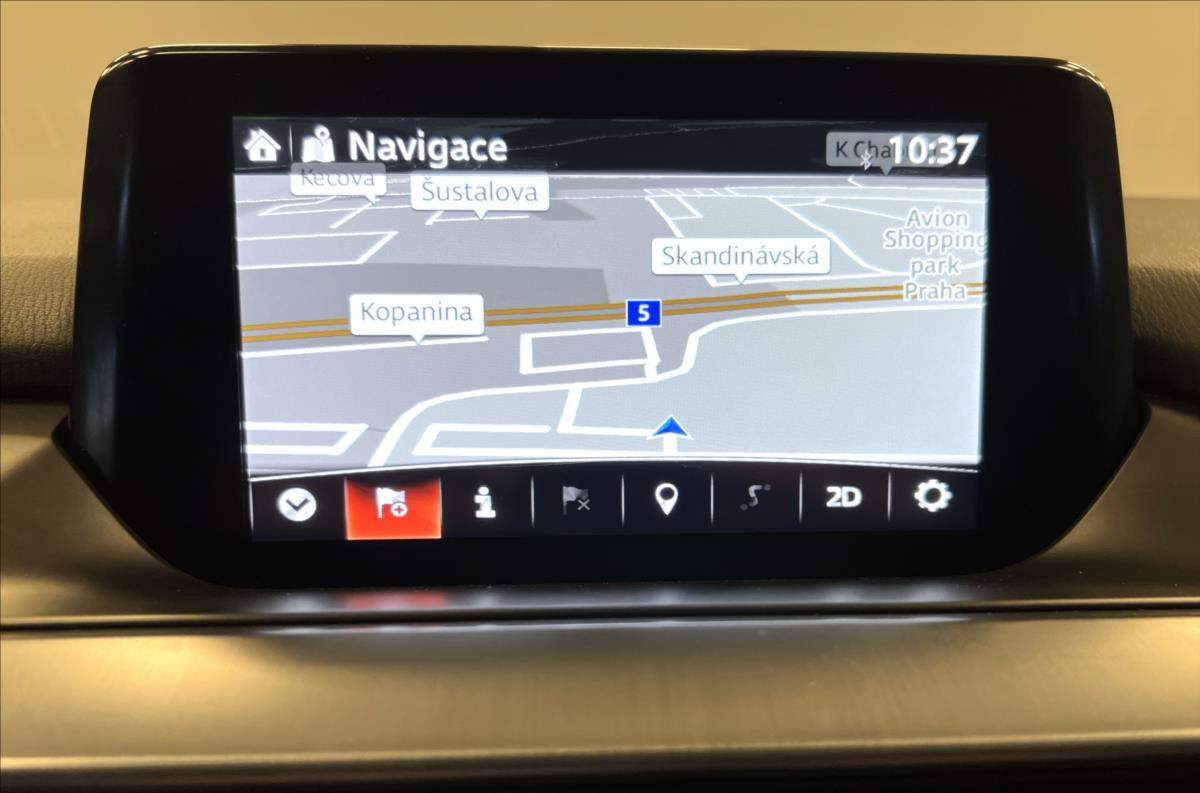 Navigace
10:37
Šustalova
Skandinávská
Avion
Shopping
park
Praha
5
Kopanina
2D